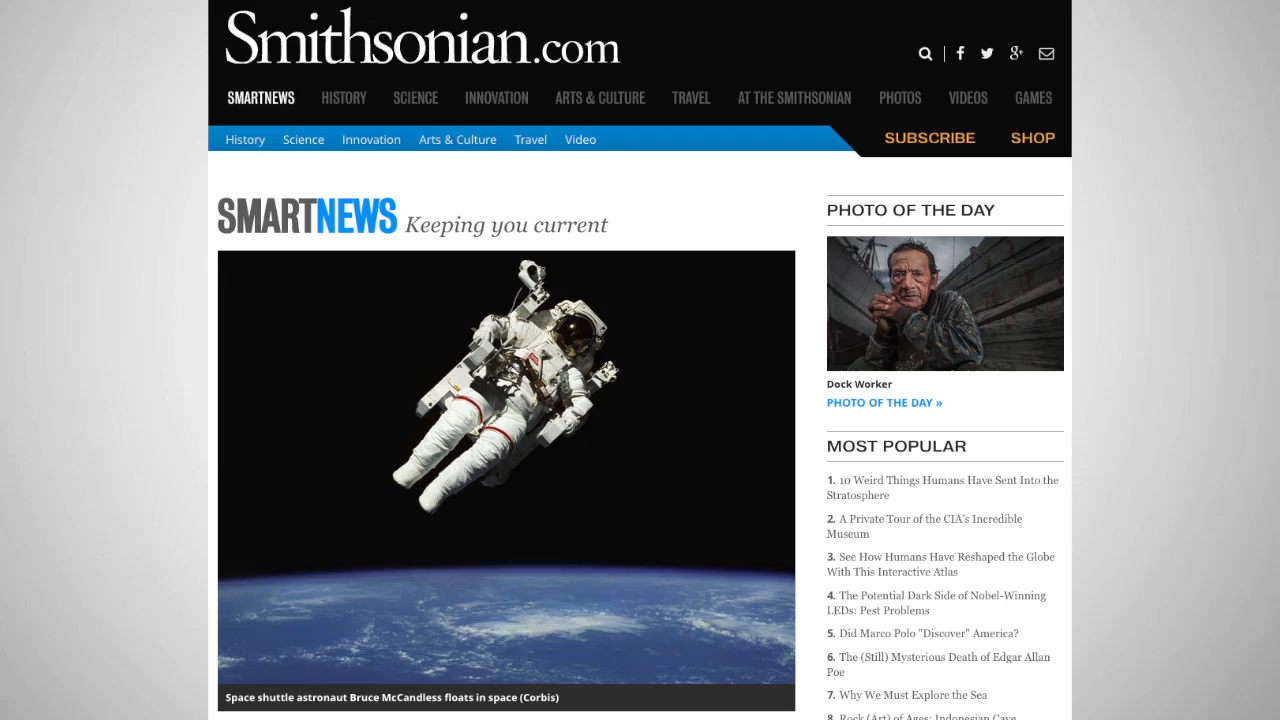 Smithsonian.com
SMARTNEWS HISTORY SCIENCE INNOVATION ARTS & CULTURE TRAVEL AT THE SMITHSONIAN PHOTOS VIDEOS GAMES
History Science Innovation Arts & Culture Travel Video
SUBSCRIBE SHOP
SMARTNEWS Keeping you current
Space shuttle astronaut Bruce McCandless floats in space (Corbis)
PHOTO OF THE DAY
Dock Worker
PHOTO OF THE DAY »
MOST POPULAR
1. 10 Weird Things Humans Have Sent Into the
Stratosphere
2. A Private Tour of the CIA's Incredible
Museum
3. See How Humans Have Reshaped the Globe
With This Interactive Atlas
4. The Potential Dark Side of Nobel-Winning
LEDs: Pest Problems
5. Did Marco Polo "Discover" America?
6. The (Still) Mysterious Death of Edgar Allan
Poe
7. Why We Must Explore the Sea
8. Rock (Art) of Ages: Indonesian Cave